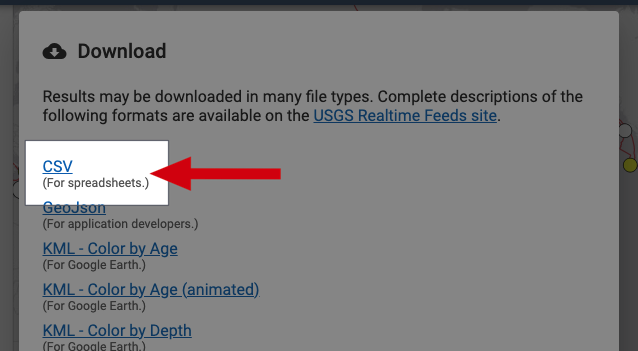 Download
Results may be downloaded in many file types. Complete descriptions of the
following formats are available on the USGS Realtime Feeds site.
CSV
(For spreadsheets.)
GeoJson
(For application developers.)
KML - Color by Age
(For Google Earth.)
KML - Color by Age (animated)
(For Google Earth.)
KML - Color by Depth
(For Google Earth.)